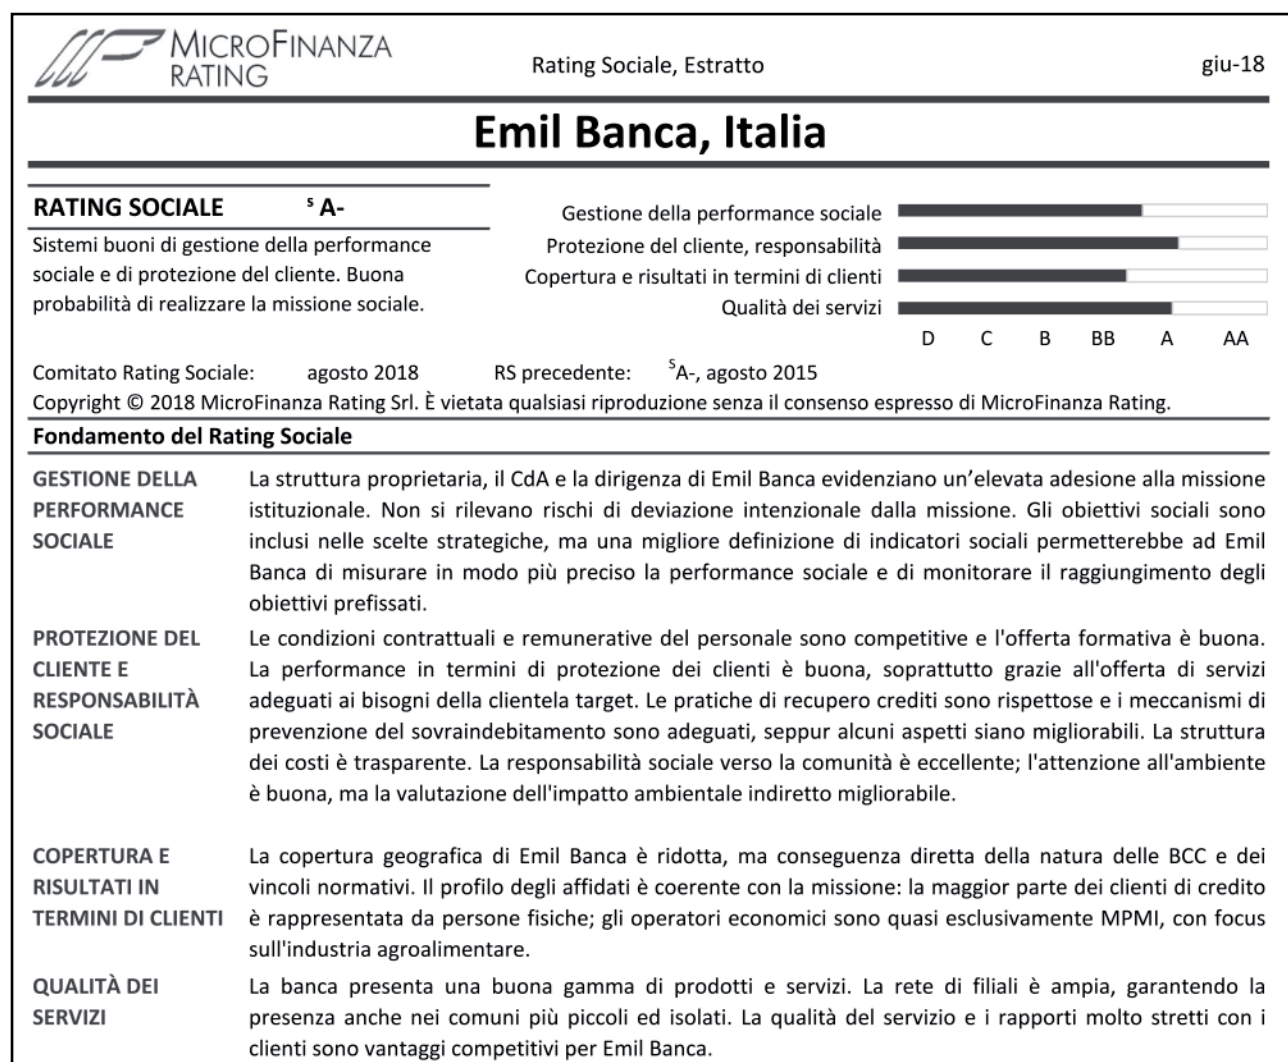 MICROFINANZA
RATING
Rating Sociale, Estratto
giu-18
Emil Banca, Italia
RATING SOCIALE s A-
Sistemi buoni di gestione della performance
sociale e di protezione del cliente. Buona
probabilità di realizzare la missione sociale.
Gestione della performance sociale
Protezione del cliente, responsabilità
Copertura e risultati in termini di clienti
Qualità dei servizi
D C B BB A AA
Comitato Rating Sociale: agosto 2018 RS precedente: SA-, agosto 2015
Copyright © 2018 MicroFinanza Rating Srl. È vietata qualsiasi riproduzione senza il consenso espresso di MicroFinanza Rating.
Fondamento del Rating Sociale
GESTIONE DELLA
PERFORMANCE
SOCIALE
La struttura proprietaria, il CdA e la dirigenza di Emil Banca evidenziano un’elevata adesione alla missione
istituzionale. Non si rilevano rischi di deviazione intenzionale dalla missione. Gli obiettivi sociali sono
inclusi nelle scelte strategiche, ma una migliore definizione di indicatori sociali permetterebbe ad Emil
Banca di misurare in modo più preciso la performance sociale e di monitorare il raggiungimento degli
obiettivi prefissati.
PROTEZIONE DEL
CLIENTE E
RESPONSABILITÀ
SOCIALE
Le condizioni contrattuali e remunerative del personale sono competitive e l'offerta formativa è buona.
La performance in termini di protezione dei clienti è buona, soprattutto grazie all'offerta di servizi
adeguati ai bisogni della clientela target. Le pratiche di recupero crediti sono rispettose e i meccanismi di
prevenzione del sovraindebitamento sono adeguati, seppur alcuni aspetti siano migliorabili. La struttura
dei costi è trasparente. La responsabilità sociale verso la comunità è eccellente; l'attenzione all'ambiente
è buona, ma la valutazione dell'impatto ambientale indiretto migliorabile.
COPERTURA E
RISULTATI IN
TERMINI DI CLIENTI
La copertura geografica di Emil Banca è ridotta, ma conseguenza diretta della natura delle BCC e dei
vincoli normativi. Il profilo degli affidati è coerente con la missione: la maggior parte dei clienti di credito
è rappresentata da persone fisiche; gli operatori economici sono quasi esclusivamente MPMI, con focus
sull'industria agroalimentare.
QUALITÀ DEI
SERVIZI
La banca presenta una buona gamma di prodotti e servizi. La rete di filiali è ampia, garantendo la
presenza anche nei comuni più piccoli ed isolati. La qualità del servizio e i rapporti molto stretti con i
clienti sono vantaggi competitivi per Emil Banca.